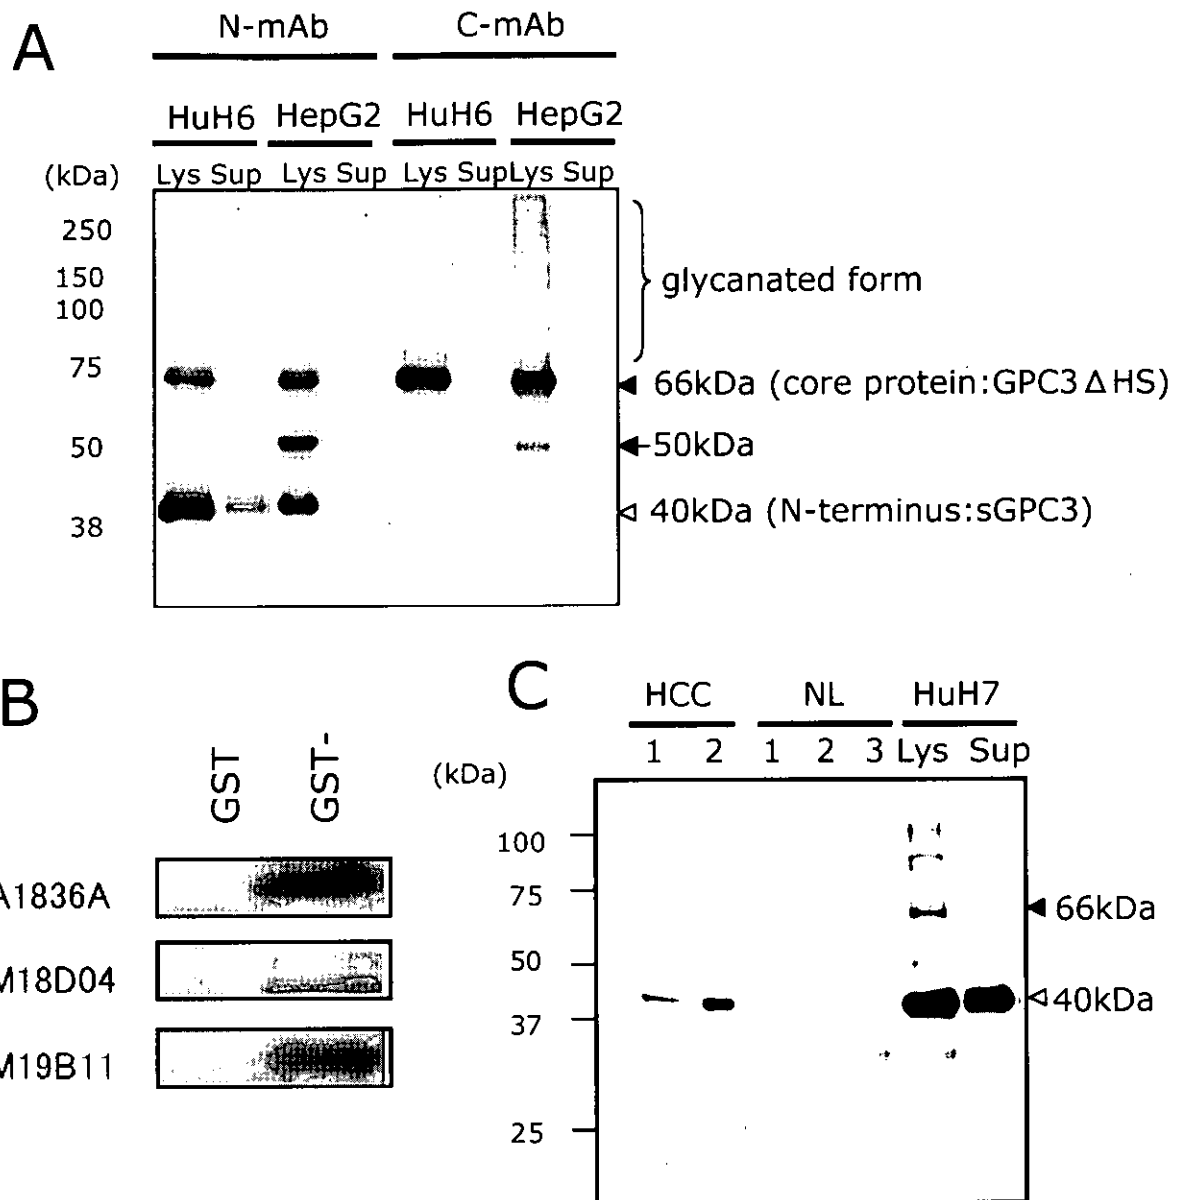 A
N-mAb C-mAb
HuH6 HepG2 HuH6 HepG2
(kDa) Lys Sup Lys Sup Lys Sup Lys Sup
250
150
100
75
50
38
glycanated form
66kDa (core protein:GPC3ΔHS)
50kDa
40kDa (N-terminus:sGPC3)
B
GST GST-
A1836A
M18D04
M19B11
C
HCC NL HuH7
1 2 1 2 3 Lys Sup
(kDa)
100
75
50
37
25
66kDa
40kDa